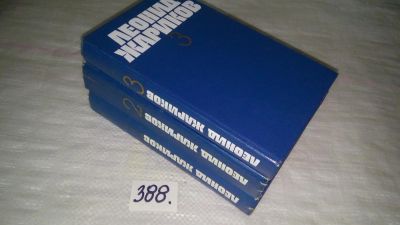 ЛЕОНИД
ЖАРИКОВ
3
ЛЕОНИД ЖАРИКОВ 3
ЛЕОНИД ЖАРИКОВ 2
ЛЕОНИД ЖАРИКОВ
388.